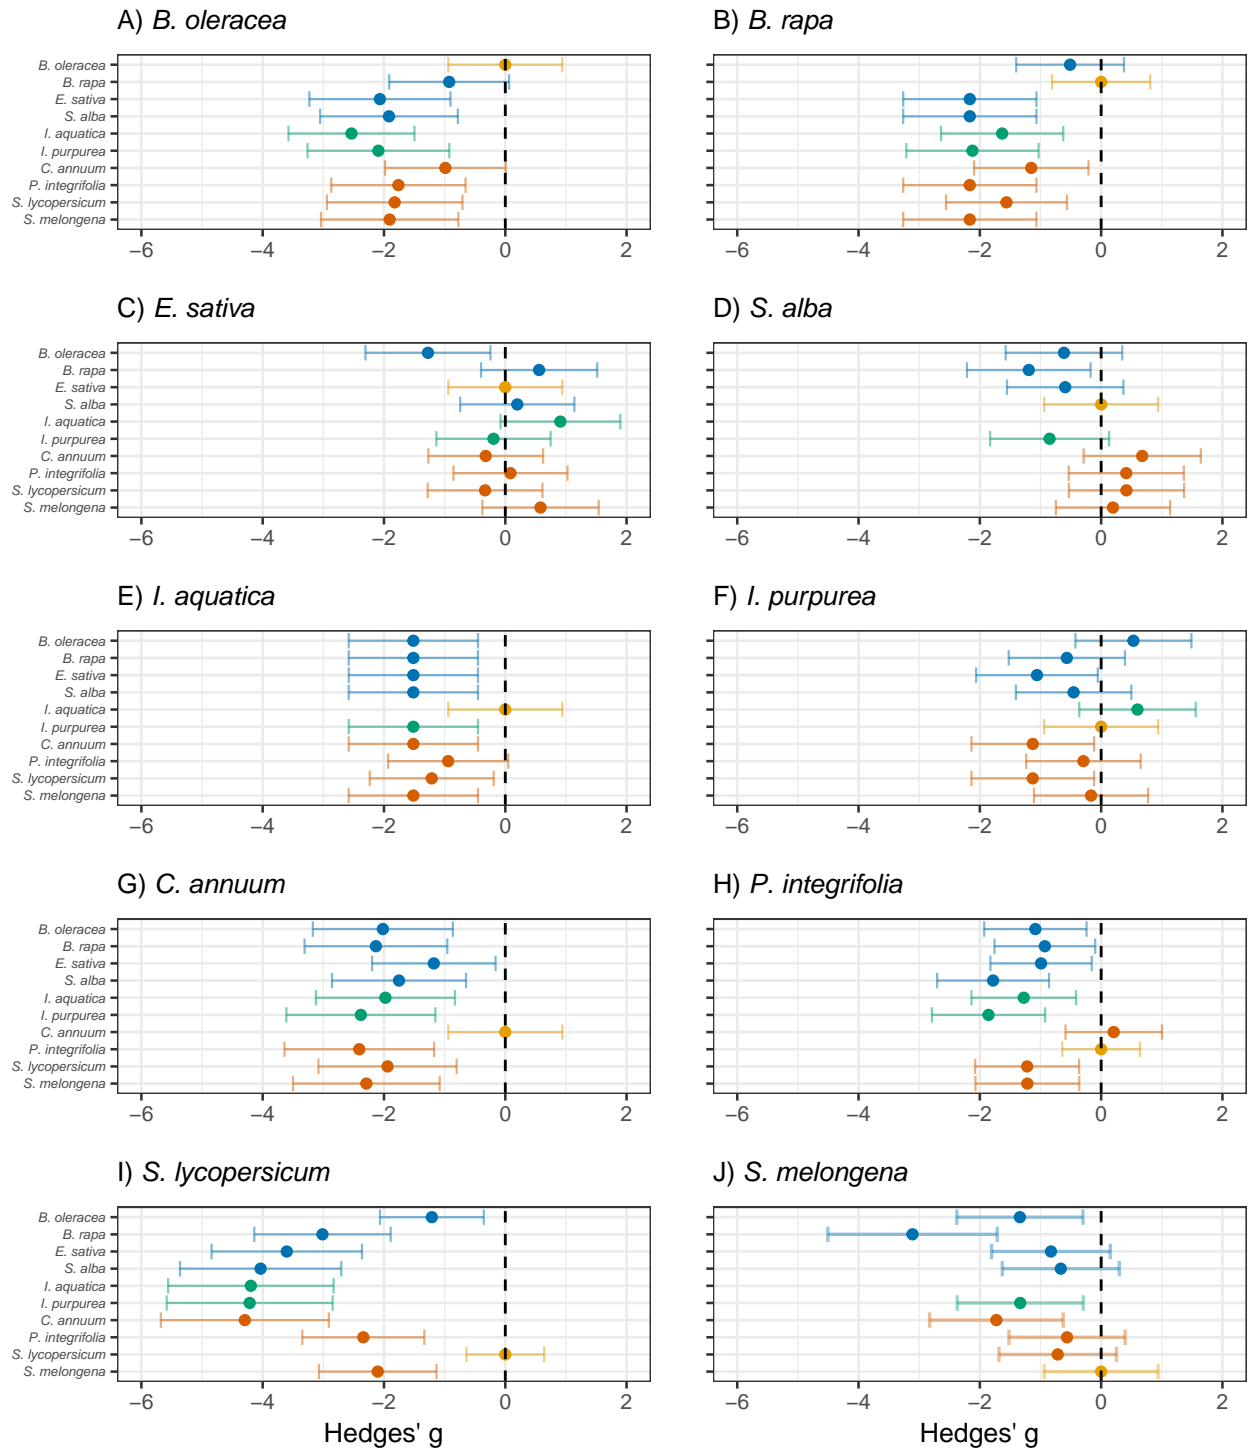 A) B. oleracea
B. oleracea
B. rapa
E. sativa
S. alba
I. aquatica
I. purpurea
C. annuum
P. integrifolia
S. lycopersicum
S. melongena
−6 −4 −2 0 2
B) B. rapa
−6 −4 −2 0 2
C) E. sativa
B. oleracea
B. rapa
E. sativa
S. alba
I. aquatica
I. purpurea
C. annuum
P. integrifolia
S. lycopersicum
S. melongena
−6 −4 −2 0 2
D) S. alba
−6 −4 −2 0 2
E) I. aquatica
B. oleracea
B. rapa
E. sativa
S. alba
I. aquatica
I. purpurea
C. annuum
P. integrifolia
S. lycopersicum
S. melongena
−6 −4 −2 0 2
F) I. purpurea
−6 −4 −2 0 2
G) C. annuum
B. oleracea
B. rapa
E. sativa
S. alba
I. aquatica
I. purpurea
C. annuum
P. integrifolia
S. lycopersicum
S. melongena
−6 −4 −2 0 2
H) P. integrifolia
−6 −4 −2 0 2
I) S. lycopersicum
B. oleracea
B. rapa
E. sativa
S. alba
I. aquatica
I. purpurea
C. annuum
P. integrifolia
S. lycopersicum
S. melongena
−6 −4 −2 0 2
Hedges' g
J) S. melongena
−6 −4 −2 0 2
Hedges' g